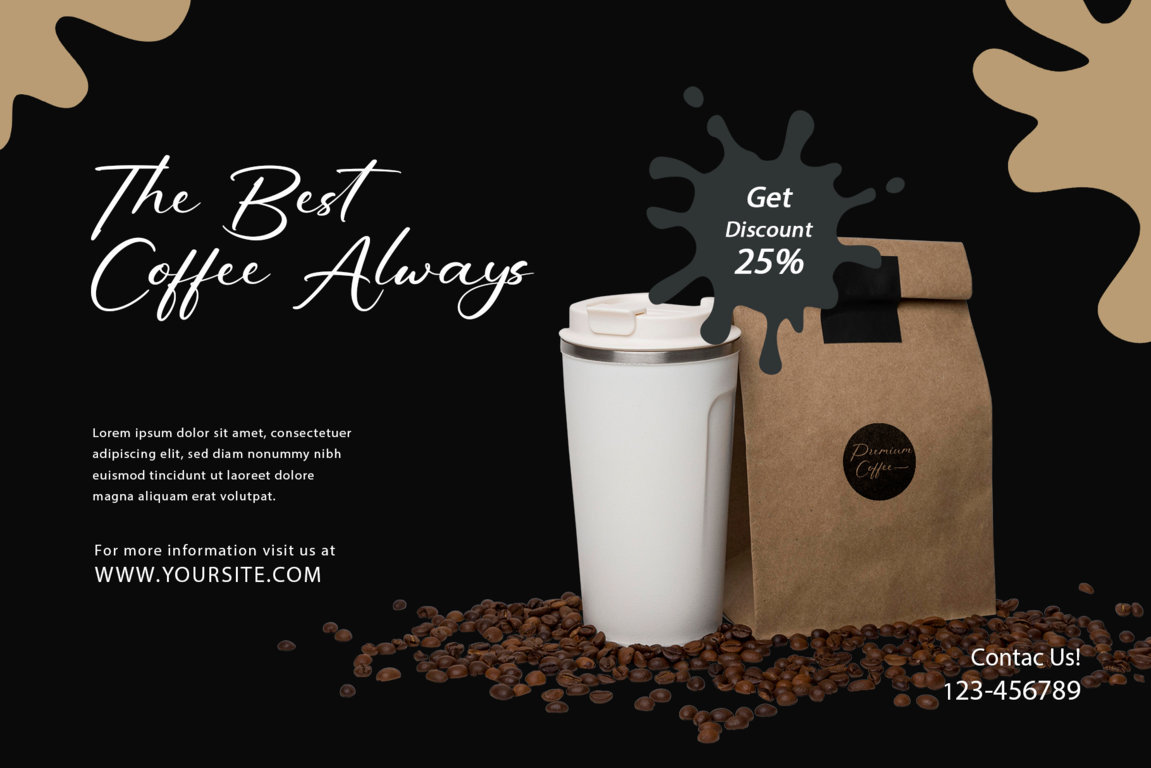 The Best
Coffee Always
Get
Discount
25%
Premium
Coffee
Lorem ipsum dolor sit amet, consectetuer
adipiscing elit, sed diam nonummy nibh
euismod tincidunt ut laoreet dolore
magna aliquam erat volutpat.
For more information visit us at
WWW.YOURSITE.COM
Contac Us!
123-456789